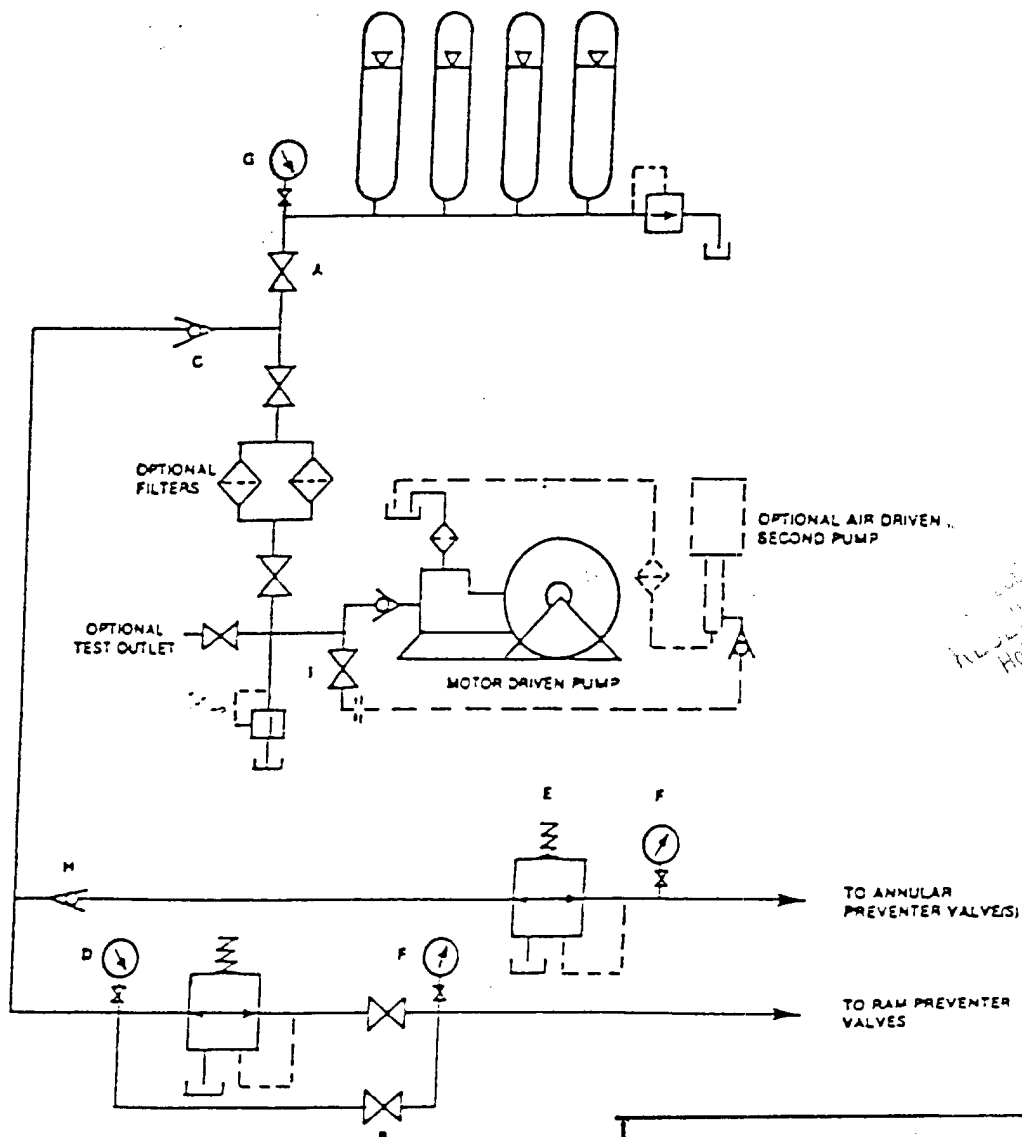 G
A
C
OPTIONAL
FILTERS
OPTIONAL AIR DRIVEN
SECOND PUMP
OPTIONAL
TEST OUTLET
I
MOTOR DRIVEN PUMP
E
F
H
TO ANNULAR
PREVENTER VALVE(S)
D
F
TO RAM PREVENTER
VALVES